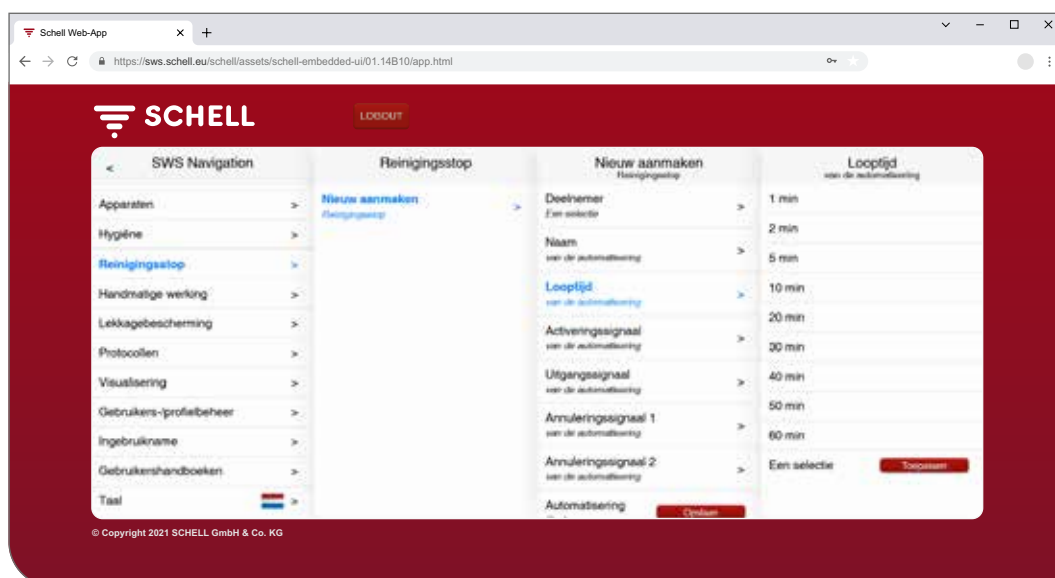 Schell Web-App
https://sws.schell.eu/schell/assets/schell-embedded-ui/01.14B10/app.html
SCHELL
LOGOUT
< SWS Navigation
Apparaten >
Hygiëne >
Reinigingsstop >
Handmatige werking >
Lekkagebescherming >
Protocollen >
Visualisering >
Gebruikers-/profielbeheer >
Ingebruikname >
Gebruikershandboeken >
Taal >
Reinigingsstop
Nieuw aanmaken >
Reinigingsstop
Nieuw aanmaken
Reinigingsstop
Deelnemer >
Een selectie
Naam >
van de automatisering
Looptijd >
van de automatisering
Activeringssignaal >
van de automatisering
Uitgangssignaal >
van de automatisering
Annuleringssignaal 1 >
van de automatisering
Annuleringssignaal 2 >
van de automatisering
Automatisering
Opslaan
Looptijd
van de automatisering
1 min
2 min
5 min
10 min
20 min
30 min
40 min
50 min
60 min
Een selectie Toepassen
© Copyright 2021 SCHELL GmbH & Co. KG